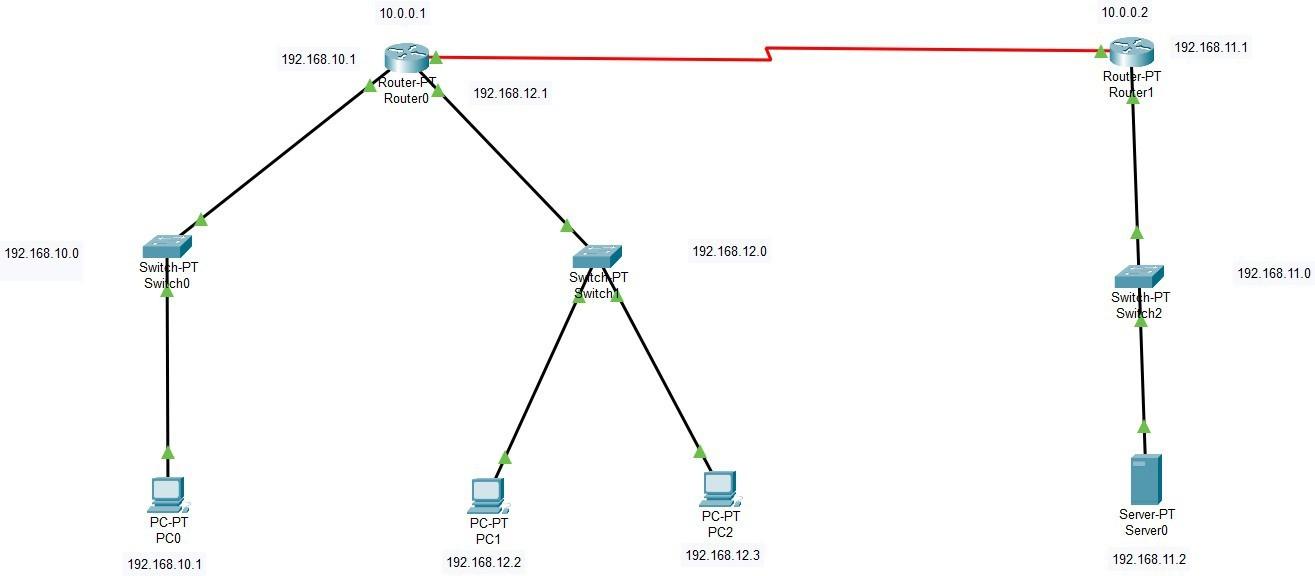 10.0.0.1
10.0.0.2
192.168.10.1
192.168.11.1
Router-PT
Router0
192.168.12.1
Router-PT
Router1
192.168.10.0
Switch-PT
Switch0
192.168.12.0
Switch-PT
Switch1
192.168.11.0
Switch-PT
Switch2
PC-PT
PC0
192.168.10.1
PC-PT
PC1
192.168.12.2
PC-PT
PC2
192.168.12.3
Server-PT
Server0
192.168.11.2